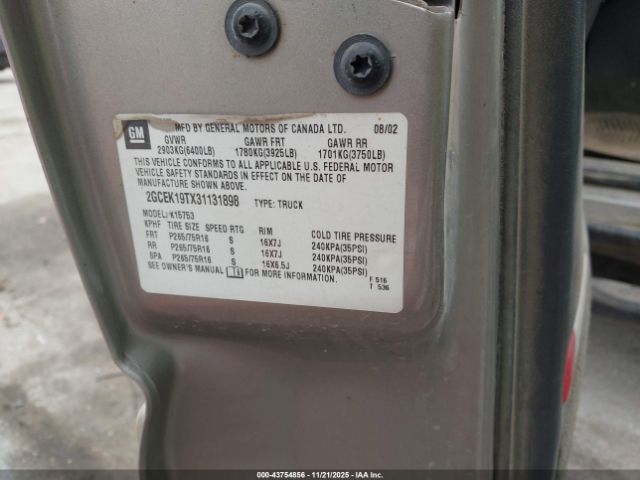 GM
MFD BY GENERAL MOTORS OF CANADA LTD. 08/02
GVWR GAWR FRT GAWR RR
2903KG(6400LB) 1780KG(3925LB) 1701KG(3750LB)
THIS VEHICLE CONFORMS TO ALL APPLICABLE U.S. FEDERAL MOTOR
VEHICLE SAFETY STANDARDS IN EFFECT ON THE DATE OF
MANUFACTURE SHOWN ABOVE.
2GCEK19TX31131898 TYPE: TRUCK
MODEL: K15753
KPHF TIRE SIZE SPEED RTG RIM COLD TIRE PRESSURE
FRT P265/75R16 S 16X7J 240KPA(35PSI)
RR P265/75R16 S 16X7J 240KPA(35PSI)
SPA P265/75R16 S 16X6.5J 240KPA(35PSI)
SEE OWNER'S MANUAL FOR MORE INFORMATION.
F 516
T 536
000-43754856 - 11/21/2025 - IAAI.COM